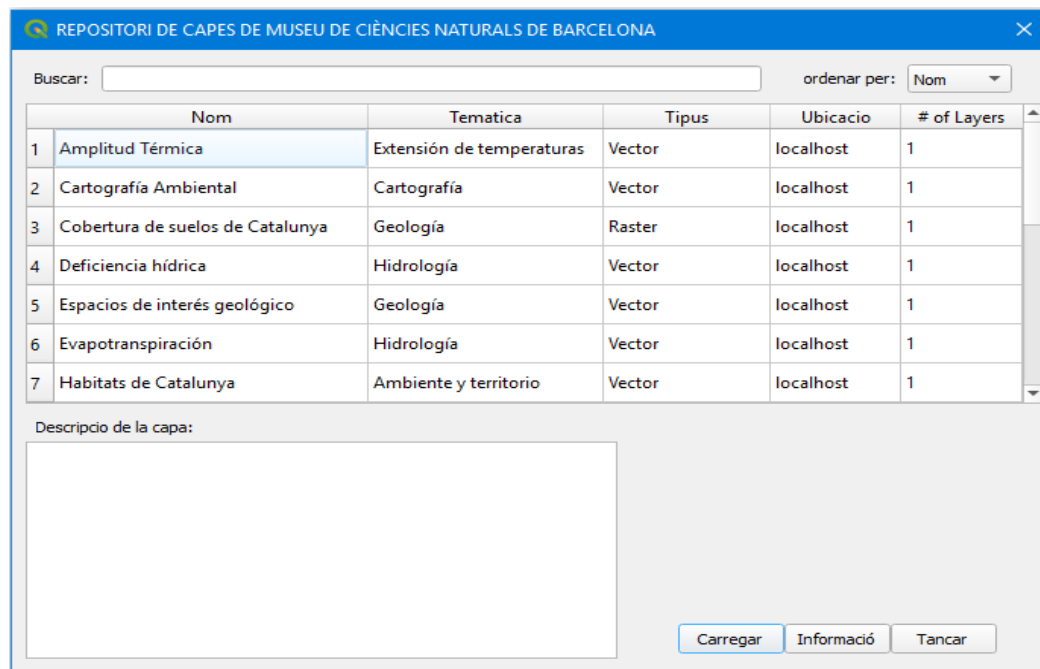 REPOSITORI DE CAPES DE MUSEU DE CIÈNCIES NATURALS DE BARCELONA
Buscar: ordenar per: Nom
Nom Tematica Tipus Ubicacio # of Layers
1 Amplitud Térmica Extensión de temperaturas Vector localhost 1
2 Cartografía Ambiental Cartografía Vector localhost 1
3 Cobertura de suelos de Catalunya Geología Raster localhost 1
4 Deficiencia hídrica Hidrología Vector localhost 1
5 Espacios de interés geológico Geología Vector localhost 1
6 Evapotranspiración Hidrología Vector localhost 1
7 Habitats de Catalunya Ambiente y territorio Vector localhost 1
Descripcio de la capa:
Carregar Informació Tancar